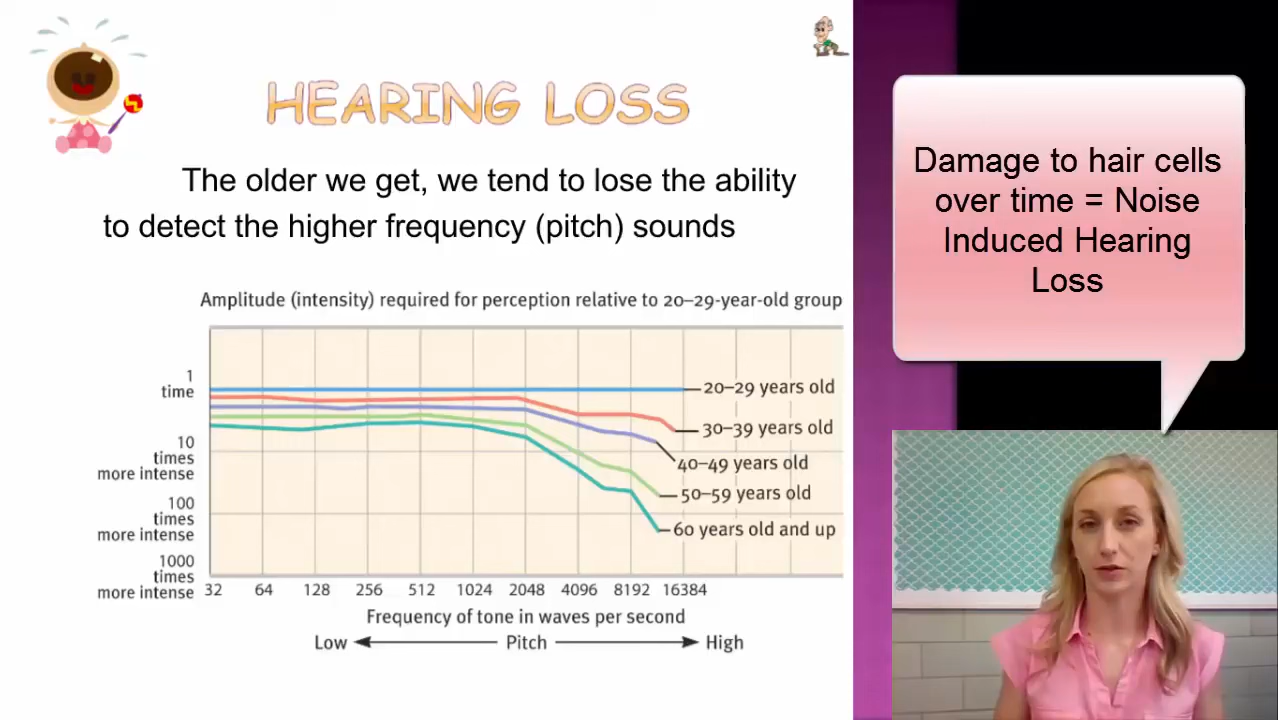 HEARING LOSS
The older we get, we tend to lose the ability
to detect the higher frequency (pitch) sounds
Amplitude (intensity) required for perception relative to 20–29-year-old group
1
time
10
times
more intense
100
times
more intense
1000
times
more intense
20–29 years old
30–39 years old
40–49 years old
50–59 years old
60 years old and up
32 64 128 256 512 1024 2048 4096 8192 16384
Frequency of tone in waves per second
Low Pitch High
Damage to hair cells
over time = Noise
Induced Hearing
Loss